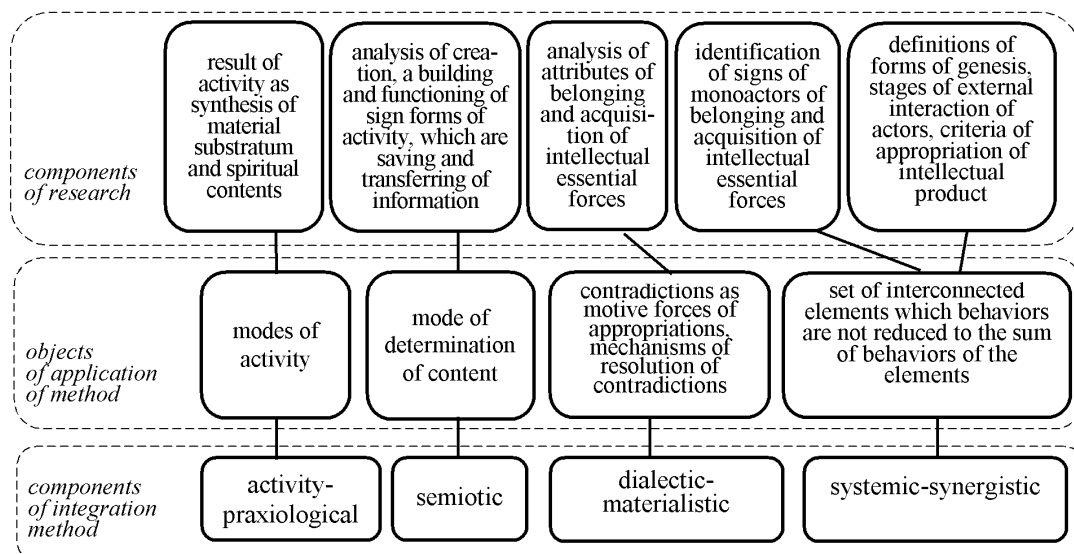 components
of research
result of
activity as
synthesis of
material
substratum
and spiritual
contents
analysis of crea-
tion, a building
and functioning of
sign forms of
activity, which are
saving and
transferring of
information
analysis of
attributes of
belonging
and acquisi-
tion of
intellectual
essential
forces
identification
of signs of
monoactors of
belonging and
acquisition of
intellectual
essential
forces
definitions of
forms of genesis,
stages of external
interaction of
actors, criteria of
appropriation of
intellectual
product
objects
of application
of method
modes of
activity
mode of
determination
of content
contradictions as
motive forces of
appropriations,
mechanisms of
resolution of
contradictions
set of interconnected
elements which behaviors
are not reduced to the sum
of behaviors of the
elements
components
of integration
method
activity-
praxiological
semiotic
dialectic-
materialistic
systemic-synergistic